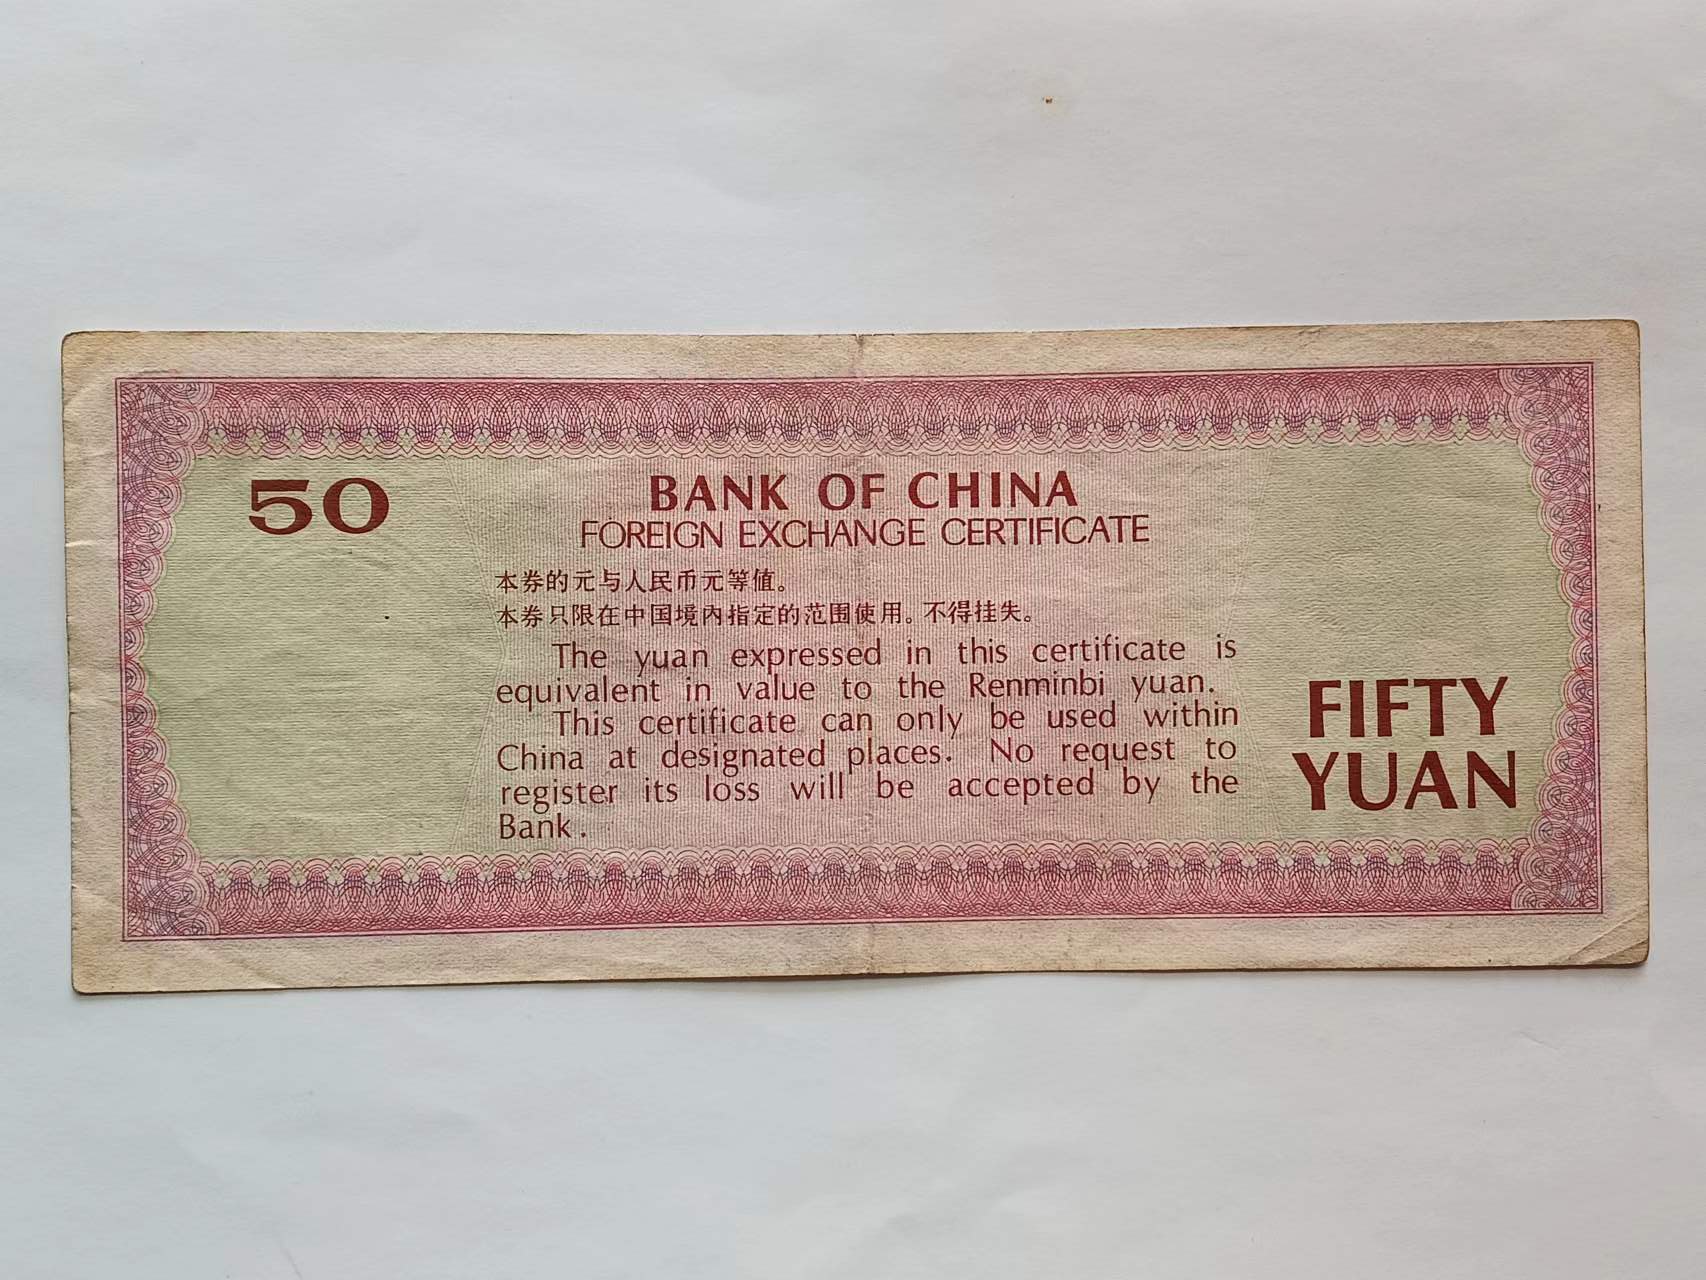 50
BANK OF CHINA
FOREIGN EXCHANGE CERTIFICATE
本券的元与人民币元等值。
本券只限在中国境内指定的范围使用。不得挂失。
The yuan expressed in this certificate is
equivalent in value to the Renminbi yuan.
This certificate can only be used within
China at designated places. No request to
register its loss will be accepted by the
Bank.
FIFTY
YUAN